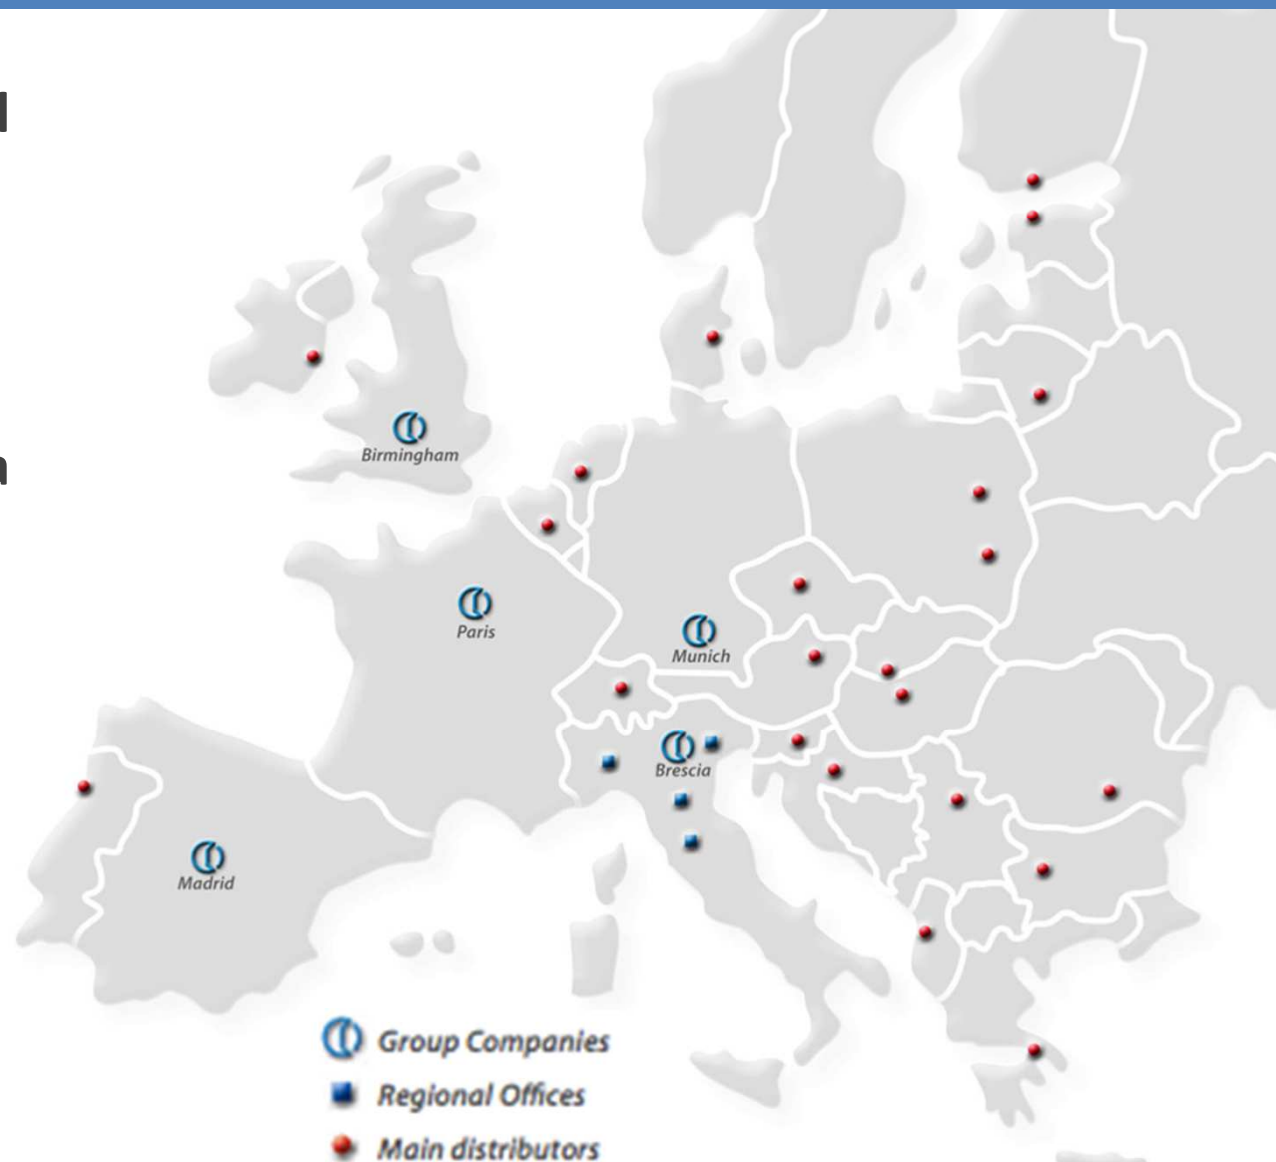 Birmingham
Paris
Munich
Brescia
Madrid
Group Companies
Regional Offices
Main distributors